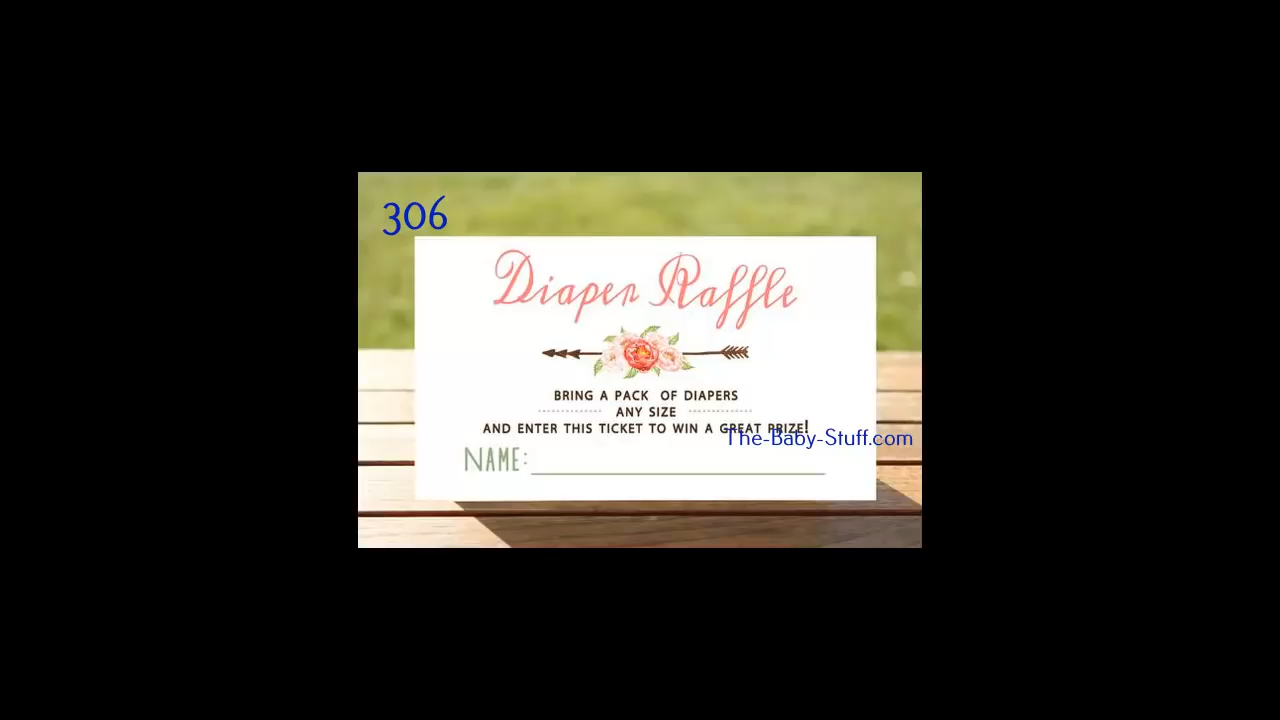 306
Diaper Raffle
BRING A PACK OF DIAPERS
ANY SIZE
AND ENTER THIS TICKET TO WIN A GREAT PRIZE!
The-Baby-Stuff.com
NAME: